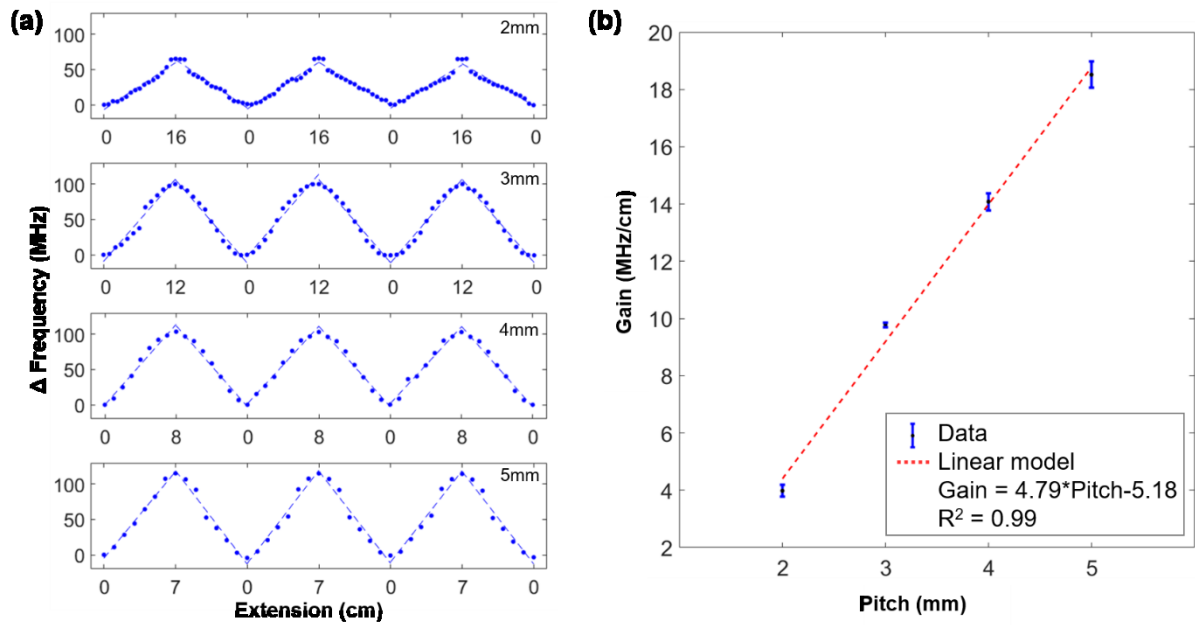 (a)
Δ Frequency (MHz)
2mm
100
50
0
0 16 0 16 0 16 0
3mm
100
50
0
0 12 0 12 0 12 0
4mm
100
50
0
0 8 0 8 0 8 0
5mm
100
50
0
0 7 0 7 0 7 0
Extension (cm)
(b)
Gain (MHz/cm)
20
18
16
14
12
10
8
6
4
2
Data
Linear model
Gain = 4.79*Pitch-5.18
R² = 0.99
2 3 4 5
Pitch (mm)